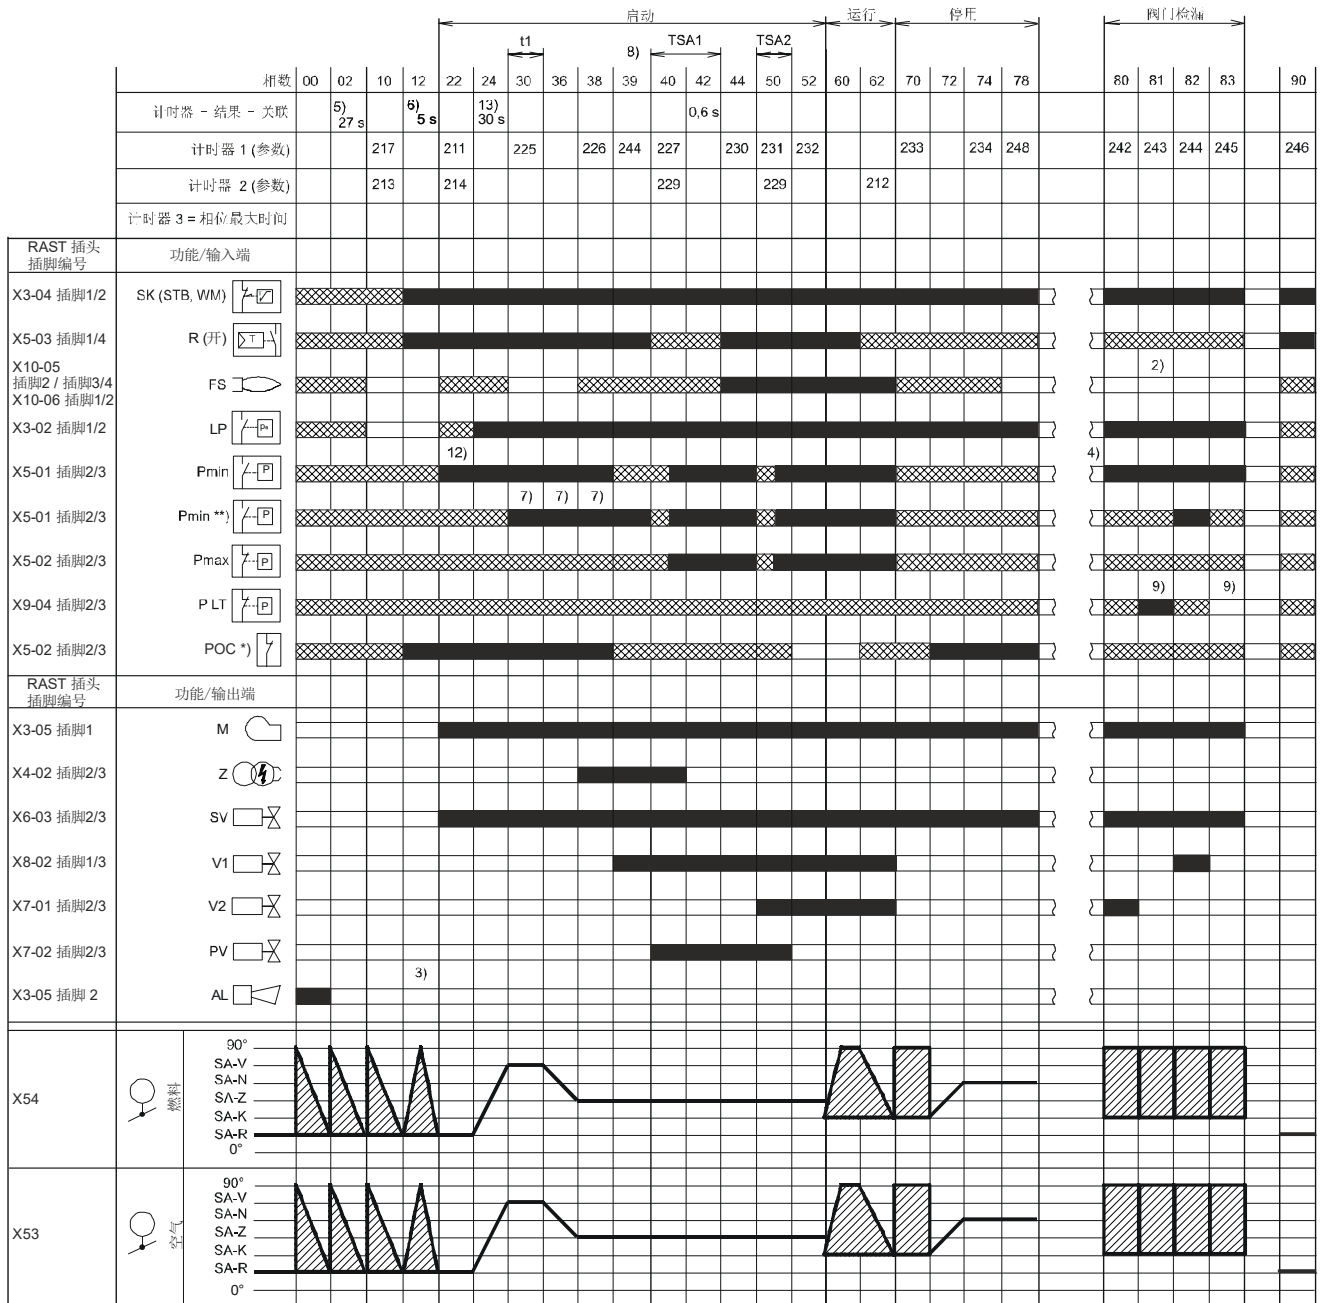 启动 运行 停用 阀门检漏
t1 8) TSA1 TSA2
相数 00 02 10 12 22 24 30 36 38 39 40 42 44 50 52 60 62 70 72 74 78 80 81 82 83 90
计时器 - 结果 - 关联 5) 27 s 6) 5 s 13) 30 s 0,6 s
计时器 1 (参数) 217 211 225 226 244 227 230 231 232 233 234 248 242 243 244 245 246
计时器 2 (参数) 213 214 229 229 212
计时器 3 = 相位最大时间
RAST 插头
插脚编号 功能/输入端
X3-04 插脚1/2 SK (STB, WM)
X5-03 插脚1/4 R (开) T
X10-05
插脚2 / 插脚3/4 FS 2)
X10-06 插脚1/2
X3-02 插脚1/2 LP Pa
12) 4)
X5-01 插脚2/3 Pmin P
7) 7) 7)
X5-01 插脚2/3 Pmin **) P
X5-02 插脚2/3 Pmax P
9) 9)
X9-04 插脚2/3 P LT P
X5-02 插脚2/3 POC *)
RAST 插头
插脚编号 功能/输出端
X3-05 插脚1 M
X4-02 插脚2/3 Z
X6-03 插脚2/3 SV
X8-02 插脚1/3 V1
X7-01 插脚2/3 V2
X7-02 插脚2/3 PV
3)
X3-05 插脚 2 AL
X54 燃料
90°
SA-V
SA-N
SA-Z
SA-K
SA-R
0°
X53 空气
90°
SA-V
SA-N
SA-Z
SA-K
SA-R
0°